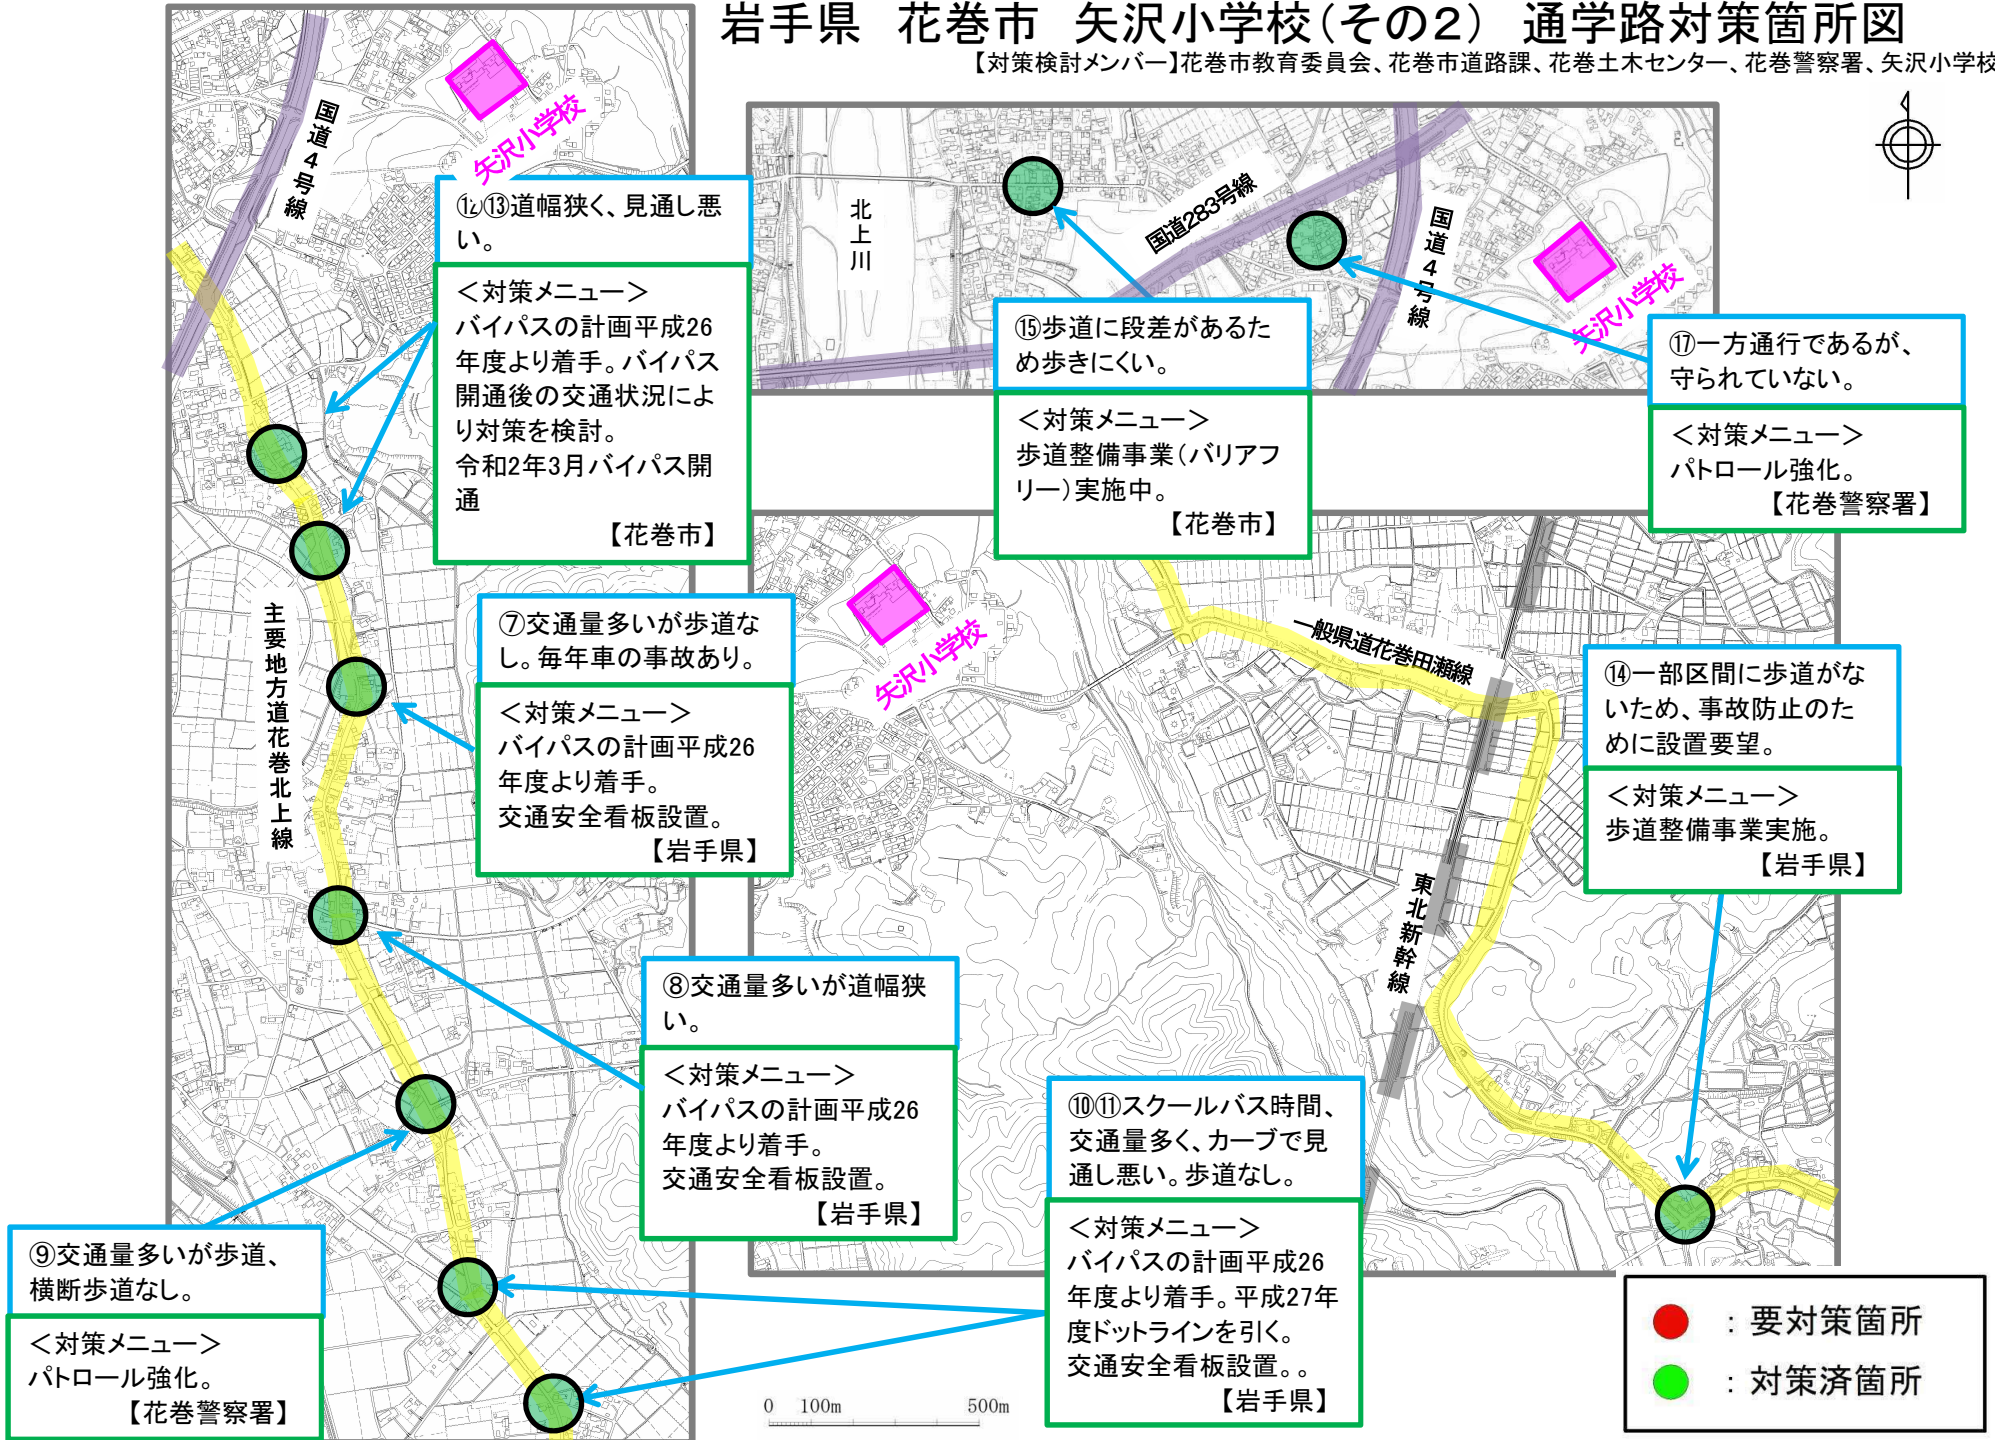 岩手県 花巻市 矢沢小学校(その2) 通学路対策箇所図
【対策検討メンバー】花巻市教育委員会、花巻市道路課、花巻土木センター、花巻警察署、矢沢小学校
国道4号線
矢沢小学校
⑫⑬道幅狭く、見通し悪
い。
<対策メニュー>
バイパスの計画平成26
年度より着手。バイパス
開通後の交通状況によ
り対策を検討。
令和2年3月バイパス開
通
【花巻市】
北上川
国道283号線
国道4号線
矢沢小学校
⑮歩道に段差があるた
め歩きにくい。
<対策メニュー>
歩道整備事業(バリアフ
リー)実施中。
【花巻市】
⑰一方通行であるが、
守られていない。
<対策メニュー>
パトロール強化。
【花巻警察署】
主要地方道花巻北上線
⑦交通量多いが歩道な
し。毎年車の事故あり。
<対策メニュー>
バイパスの計画平成26
年度より着手。
交通安全看板設置。
【岩手県】
矢沢小学校
一般県道花巻田瀬線
⑭一部区間に歩道がな
いため、事故防止のた
めに設置要望。
<対策メニュー>
歩道整備事業実施。
【岩手県】
東北新幹線
⑧交通量多いが道幅狭
い。
<対策メニュー>
バイパスの計画平成26
年度より着手。
交通安全看板設置。
【岩手県】
⑩⑪スクールバス時間、
交通量多く、カーブで見
通し悪い。歩道なし。
<対策メニュー>
バイパスの計画平成26
年度より着手。平成27年
度ドットラインを引く。
交通安全看板設置。。
【岩手県】
⑨交通量多いが歩道、
横断歩道なし。
<対策メニュー>
パトロール強化。
【花巻警察署】
0 100m 500m
:要対策箇所
:対策済箇所